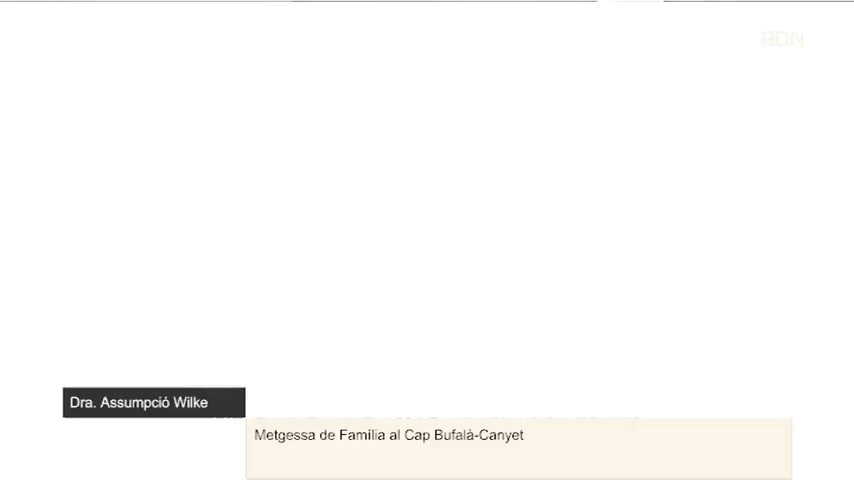 BDN
Dra. Assumpció Wilke
Metgessa de Família al Cap Bufalà-Canyet